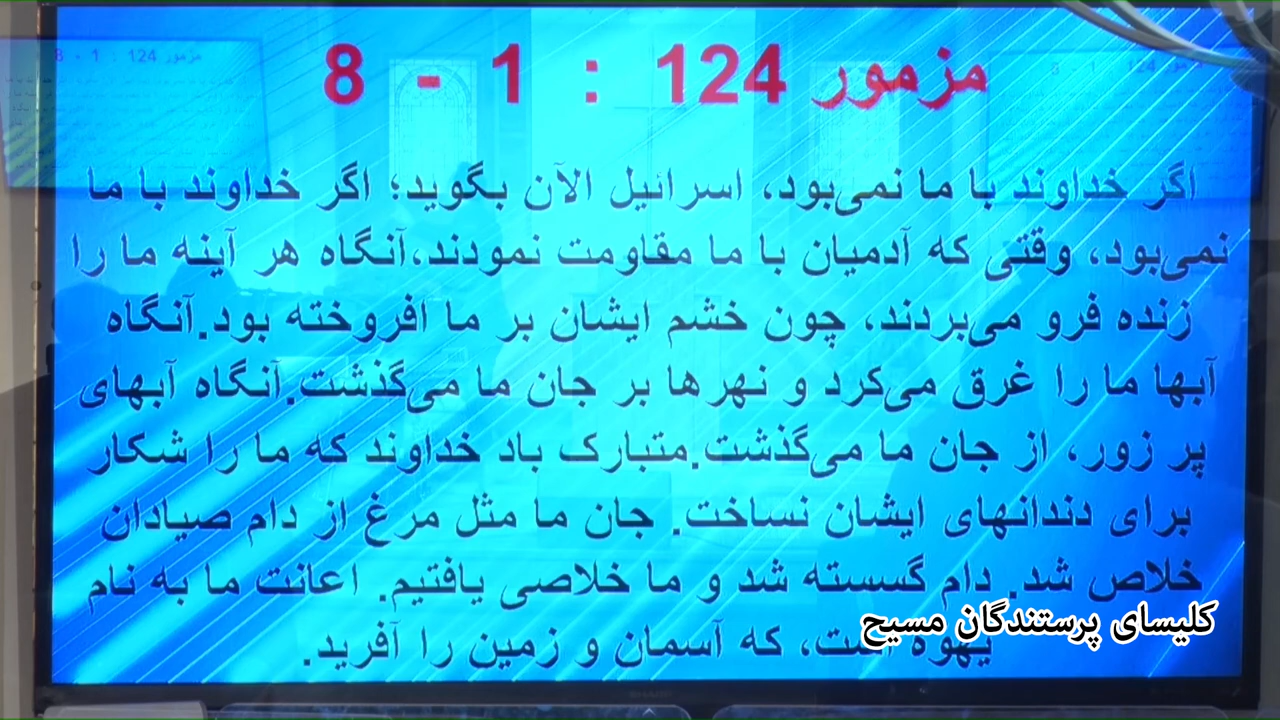 مزمور 124 : 1 - 8
اگر خداوند با ما نمی‌بود، اسرائیل الآن بگوید؛ اگر خداوند با ما
نمی‌بود، وقتی که آدمیان با ما مقاومت نمودند،آنگاه هر آینه ما را
زنده فرو می‌بردند، چون خشم ایشان بر ما افروخته بود.آنگاه
آبها ما را غرق می‌کرد و نهرها بر جان ما می‌گذشت.آنگاه آبهای
پر زور، از جان ما می‌گذشت.متبارک باد خداوند که ما را شکار
برای دندانهای ایشان نساخت. جان ما مثل مرغ از دام صیادان
خلاص شد. دام گسسته شد و ما خلاصی یافتیم. اعانت ما به نام
یهوه است، که آسمان و زمین را آفرید.
کلیسای پرستندگان مسیح
مزمور 124 : 1 - 8